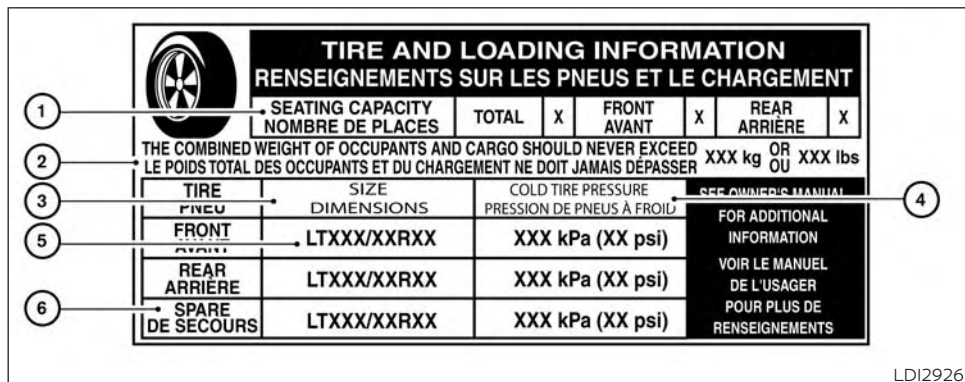 TIRE AND LOADING INFORMATION
RENSEIGNEMENTS SUR LES PNEUS ET LE CHARGEMENT
1
SEATING CAPACITY
NOMBRE DE PLACES
TOTAL X
FRONT
AVANT
X
REAR
ARRIÈRE
X
2
THE COMBINED WEIGHT OF OCCUPANTS AND CARGO SHOULD NEVER EXCEED
LE POIDS TOTAL DES OCCUPANTS ET DU CHARGEMENT NE DOIT JAMAIS DÉPASSER
XXX kg
OR
OU
XXX lbs
3
TIRE
PNEU
SIZE
DIMENSIONS
COLD TIRE PRESSURE
PRESSION DE PNEUS À FROID
4
SEE OWNER'S MANUAL
FOR ADDITIONAL
INFORMATION
VOIR LE MANUEL
DE L'USAGER
POUR PLUS DE
RENSEIGNEMENTS
5
FRONT
AVANT
LTXXX/XXRXX
XXX kPa (XX psi)
REAR
ARRIÈRE
LTXXX/XXRXX
XXX kPa (XX psi)
6
SPARE
DE SECOURS
LTXXX/XXRXX
XXX kPa (XX psi)
LDI2926